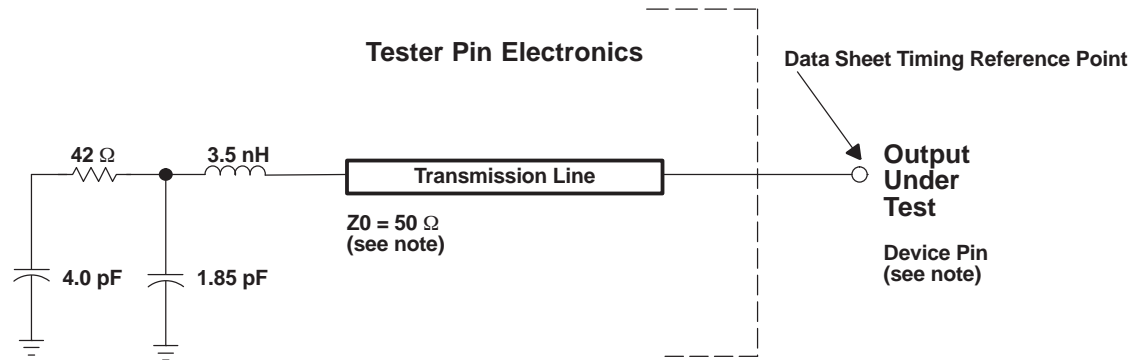 Tester Pin Electronics
Data Sheet Timing Reference Point
42 Ω
3.5 nH
Transmission Line
Output
Under
Test
Z0 = 50 Ω
(see note)
Device Pin
(see note)
4.0 pF
1.85 pF